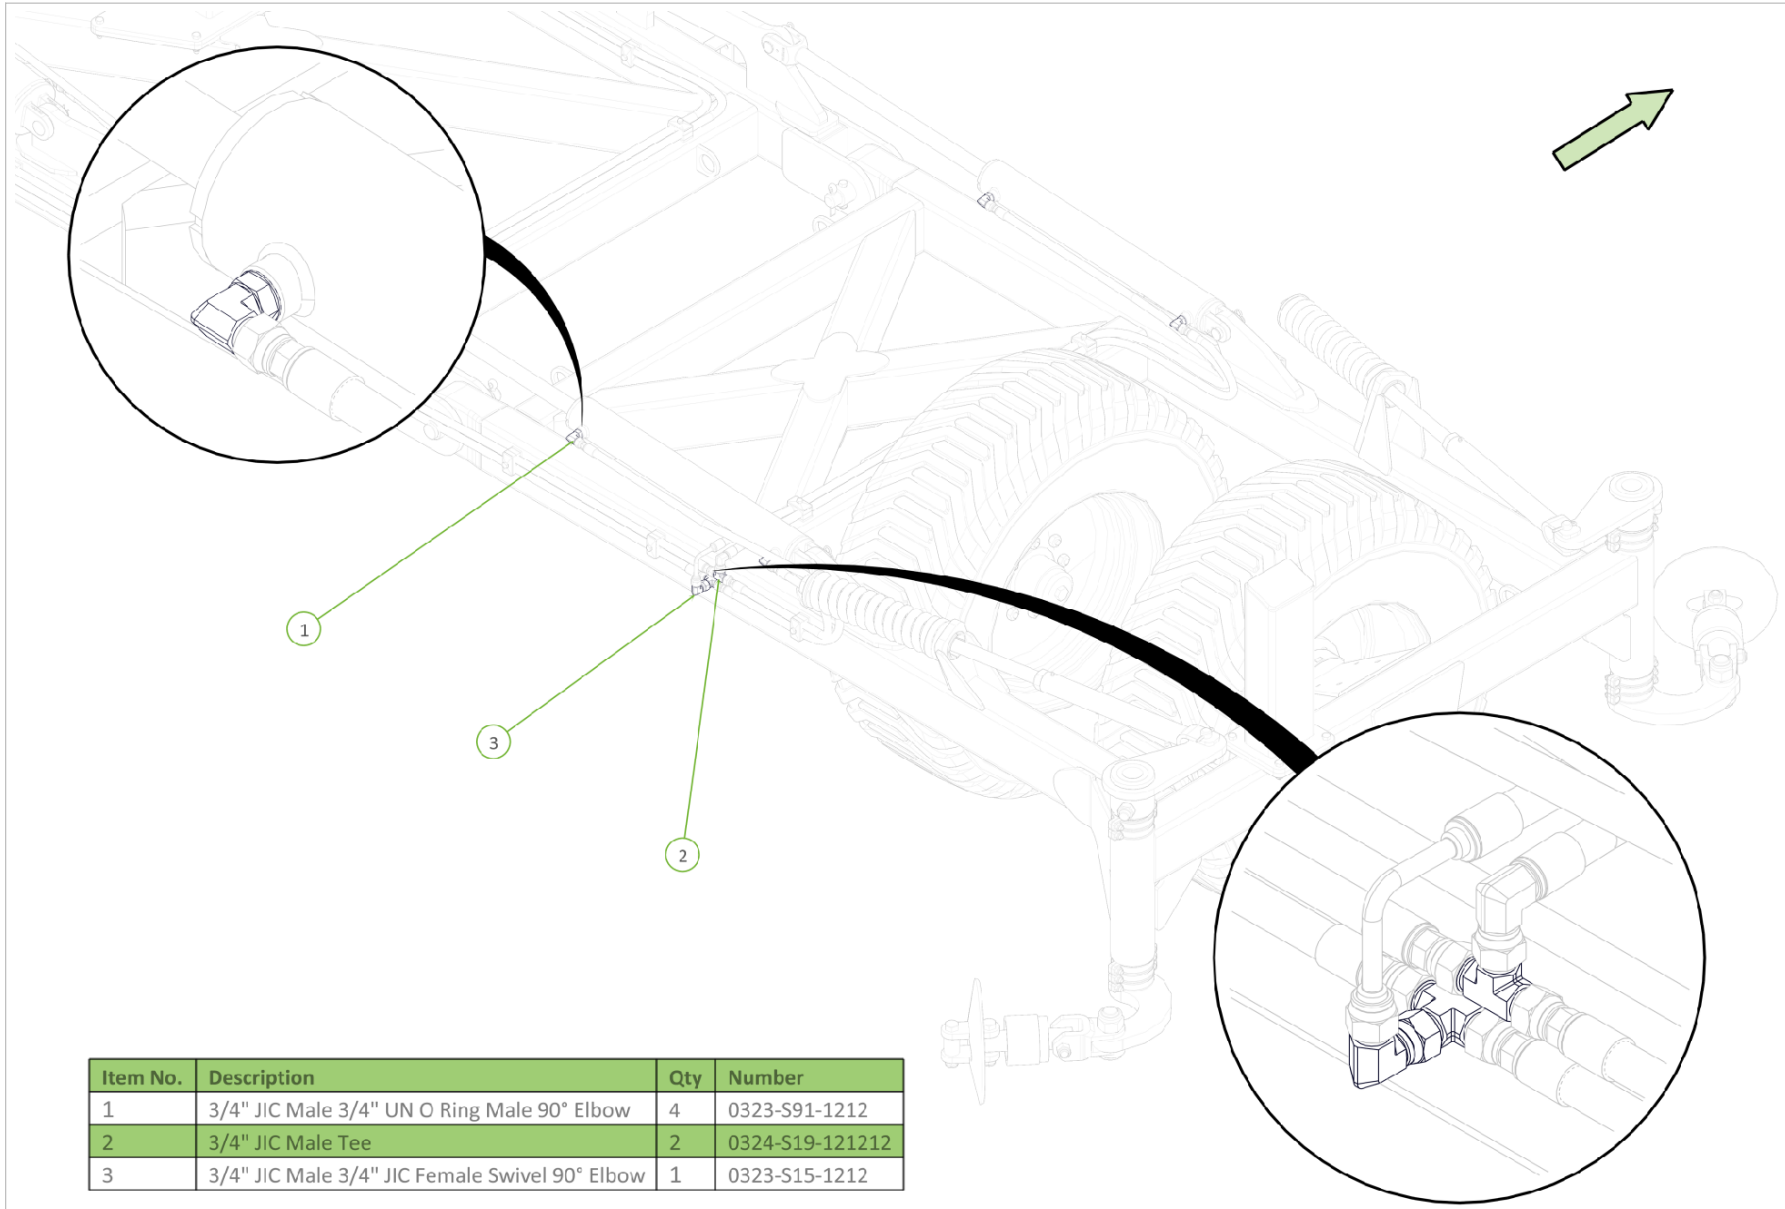 1
3
2
Item No. Description Qty Number
1 3/4" JIC Male 3/4" UN O Ring Male 90° Elbow 4 0323-S91-1212
2 3/4" JIC Male Tee 2 0324-S19-121212
3 3/4" JIC Male 3/4" JIC Female Swivel 90° Elbow 1 0323-S15-1212